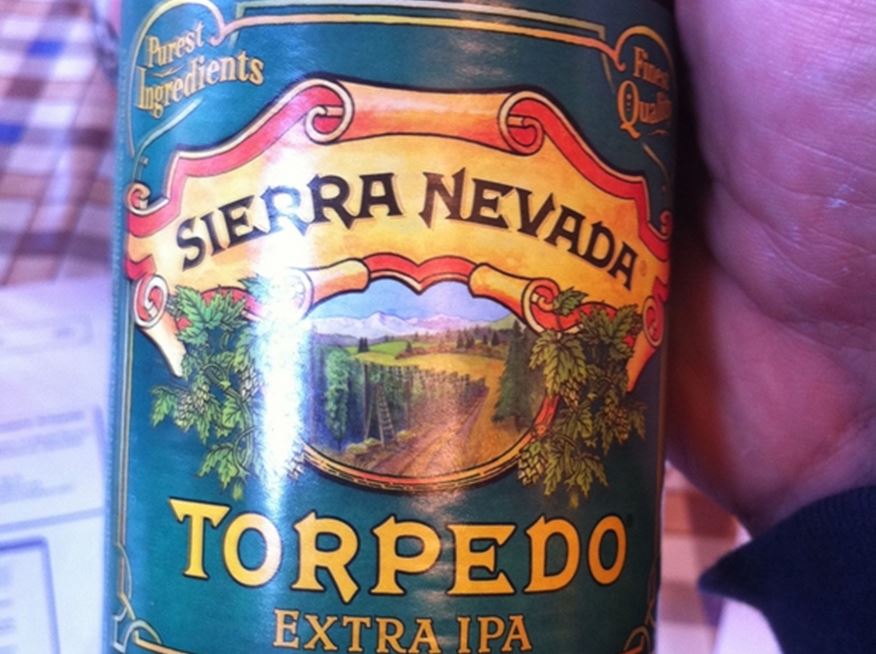 Purest
Ingredients
Finest
Quality
SIERRA NEVADA
TORPEDO
EXTRA IPA